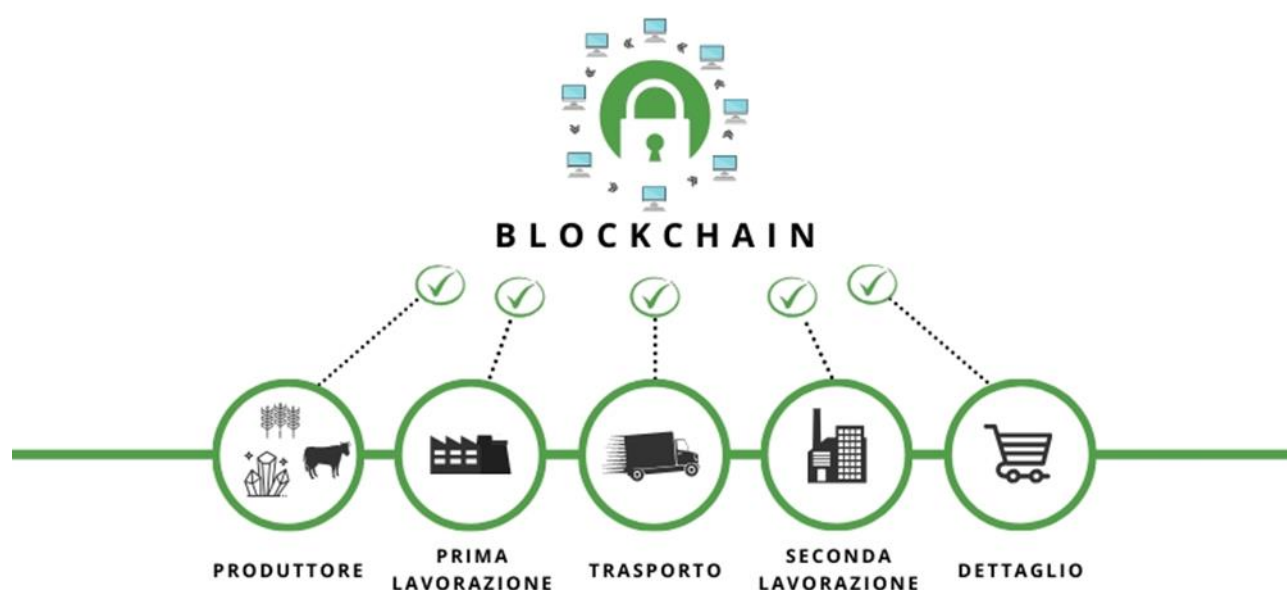 BLOCKCHAIN
PRODUTTORE
PRIMA
LAVORAZIONE
TRASPORTO
SECONDA
LAVORAZIONE
DETTAGLIO